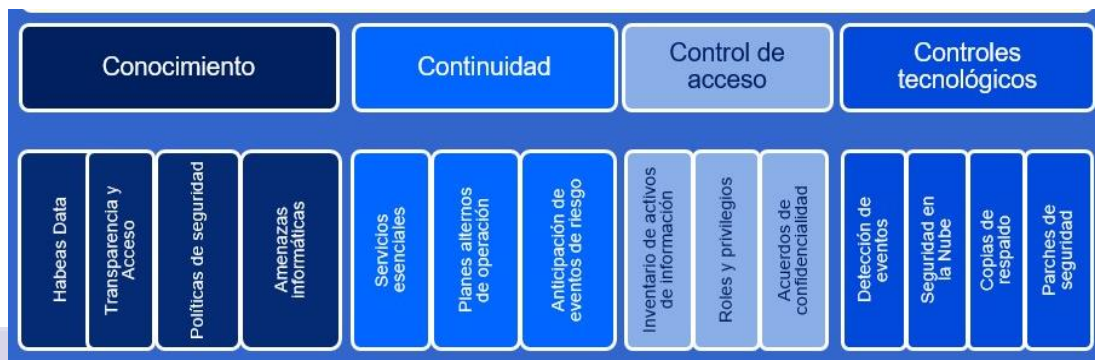 Conocimiento
Continuidad
Control de
acceso
Controles
tecnológicos
Habeas Data
Transparencia y
Acceso
Políticas de seguridad
Amenazas
informáticas
Servicios
esenciales
Planes alternos
de operación
Anticipación de
eventos de riesgo
Inventario de activos
de información
Roles y privilegios
Acuerdos de
confidencialidad
Detección de
eventos
Seguridad en
la Nube
Copias de
respaldo
Parches de
seguridad